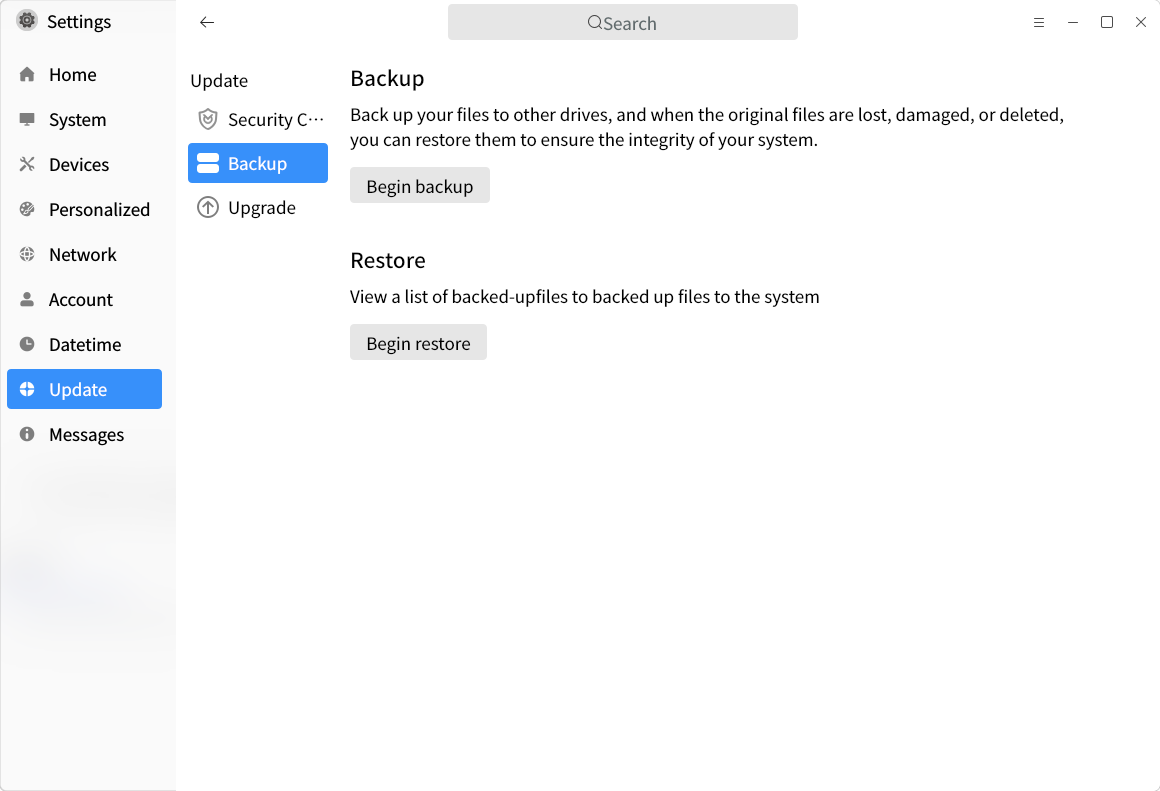 Settings
Search
Home
System
Devices
Personalized
Network
Account
Datetime
Update
Messages
Update
Security C···
Backup
Upgrade
Backup
Back up your files to other drives, and when the original files are lost, damaged, or deleted,
you can restore them to ensure the integrity of your system.
Begin backup
Restore
View a list of backed-upfiles to backed up files to the system
Begin restore